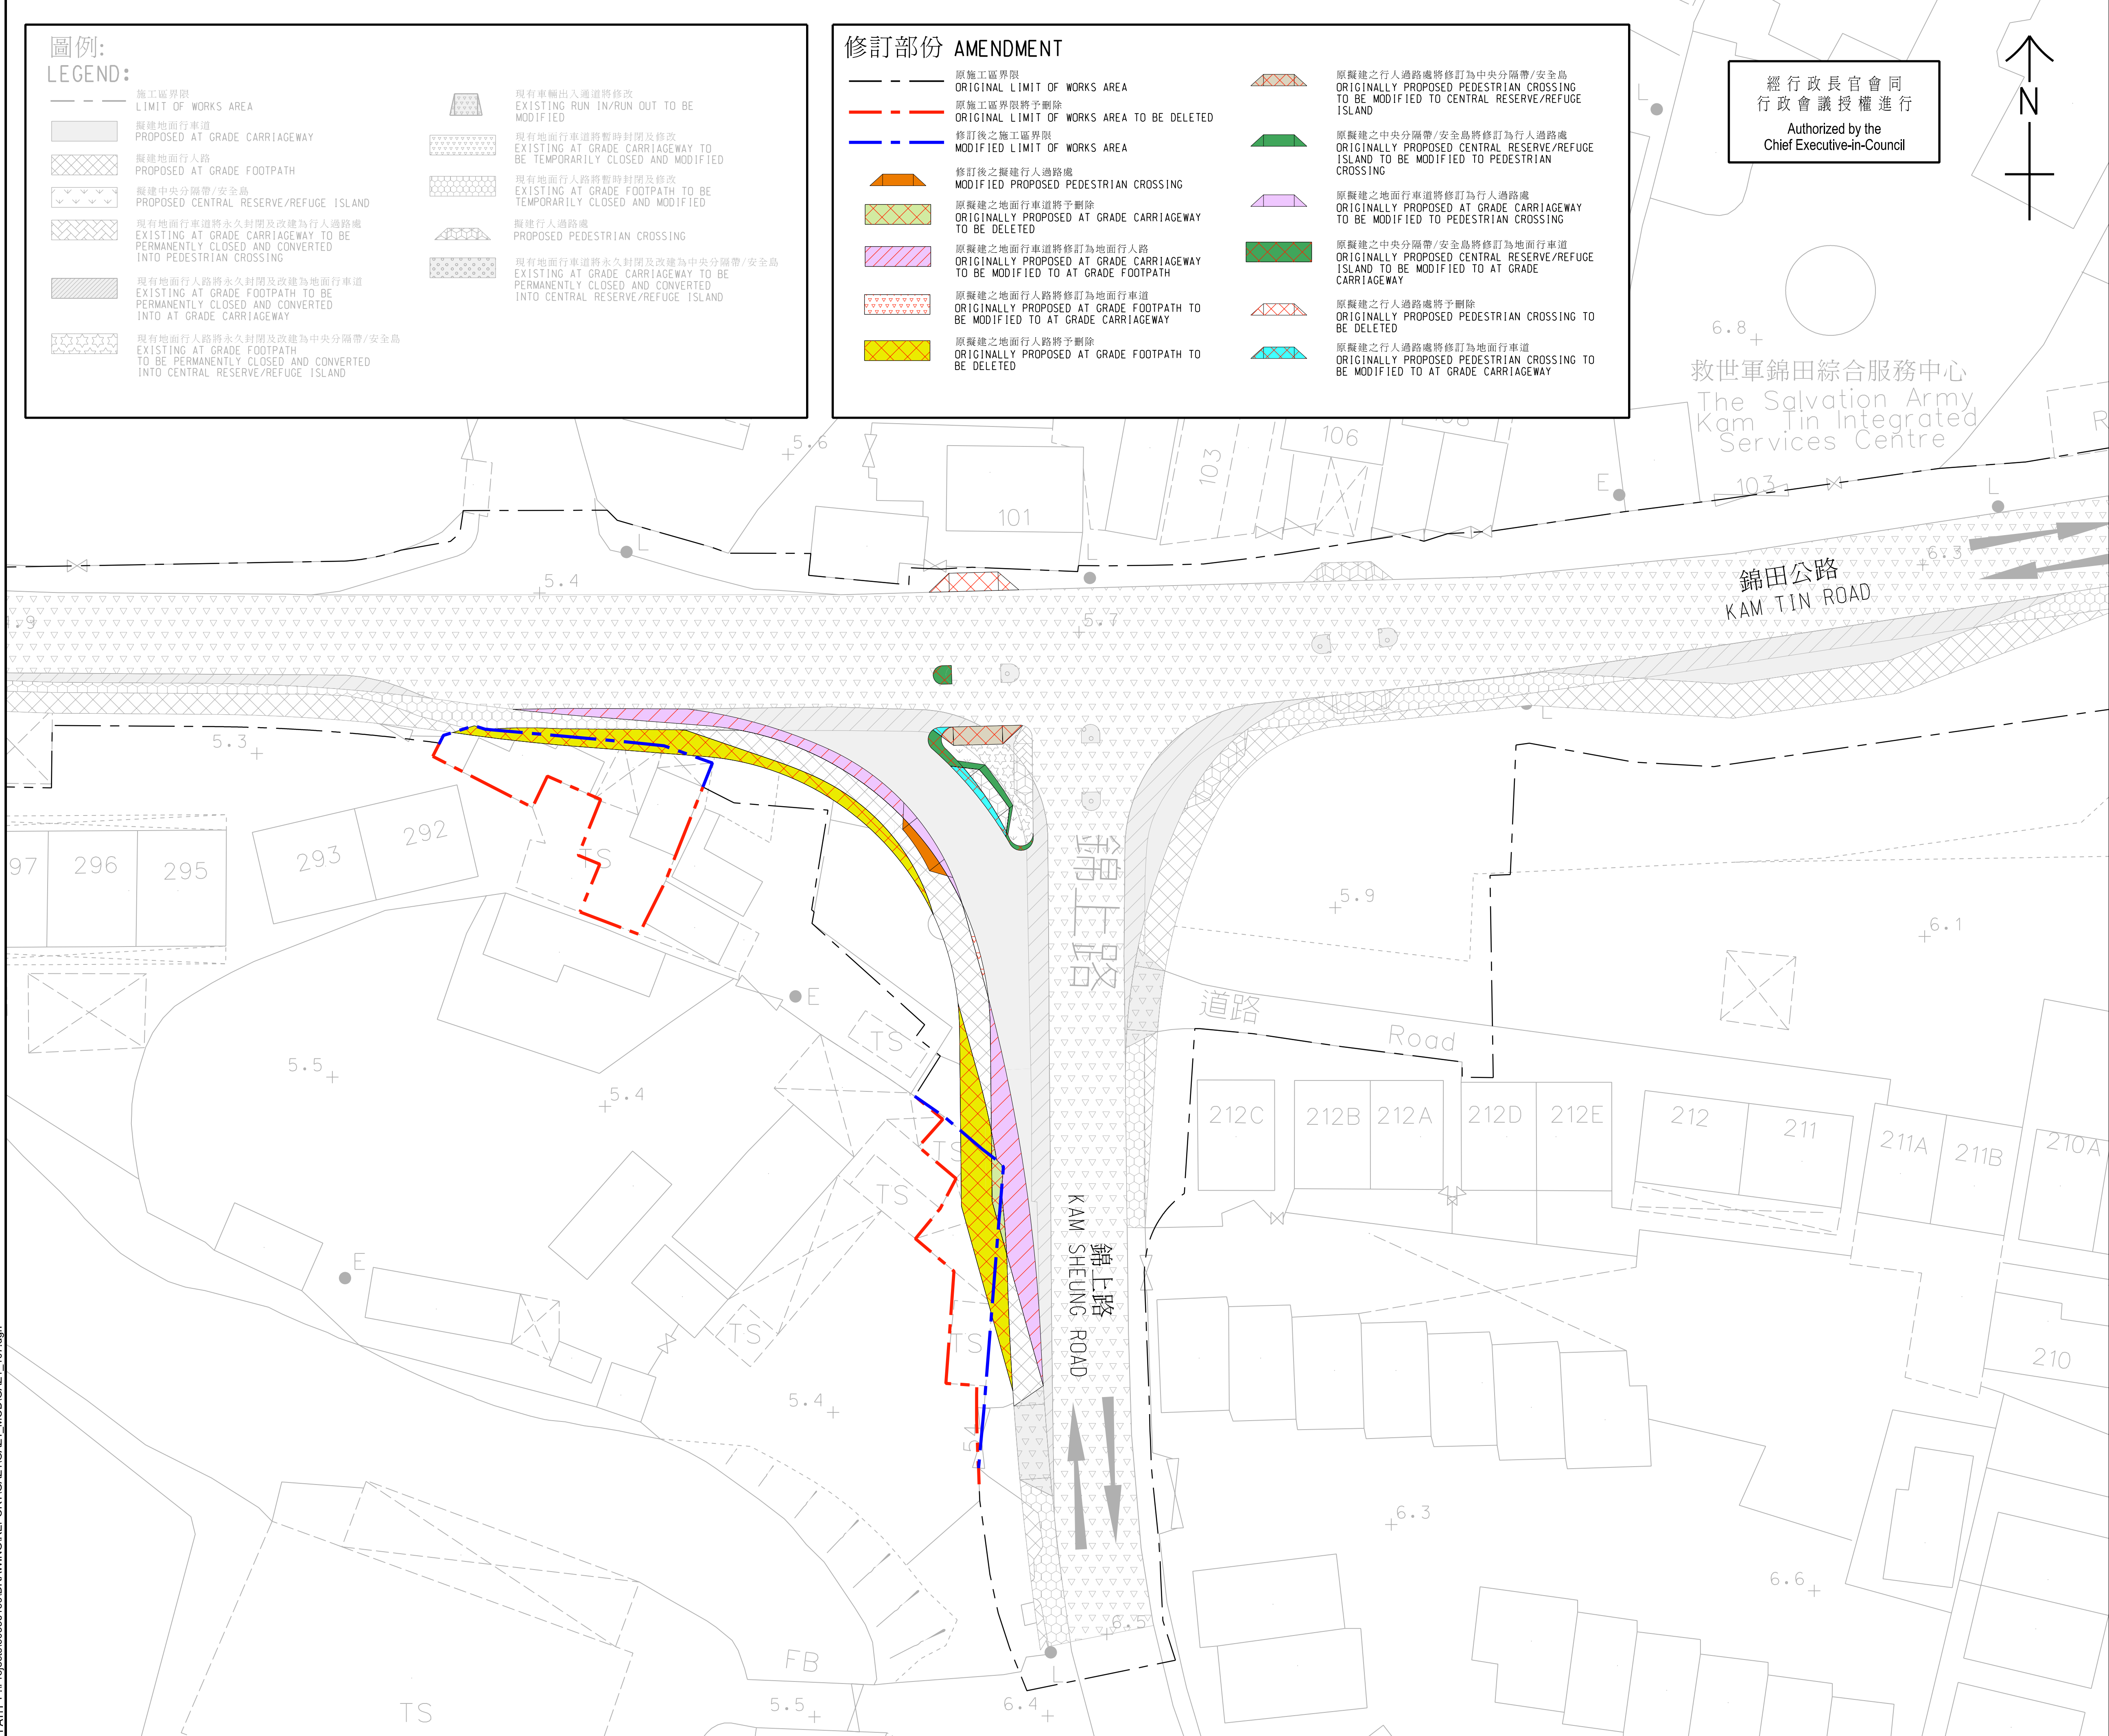 圖例:
LEGEND:
施工區界限
LIMIT OF WORKS AREA
擬建地面行車道
PROPOSED AT GRADE CARRIAGEWAY
擬建地面行人路
PROPOSED AT GRADE FOOTPATH
擬建中央分隔帶/安全島
PROPOSED CENTRAL RESERVE/REFUGE ISLAND
現有地面行車道將永久封閉及改建為行人過路處
EXISTING AT GRADE CARRIAGEWAY TO BE
PERMANENTLY CLOSED AND CONVERTED
INTO PEDESTRIAN CROSSING
現有地面行人路將永久封閉及改建為地面行車道
EXISTING AT GRADE FOOTPATH TO BE
PERMANENTLY CLOSED AND CONVERTED
INTO AT GRADE CARRIAGEWAY
現有地面行人路將永久封閉及改建為中央分隔帶/安全島
EXISTING AT GRADE FOOTPATH
TO BE PERMANENTLY CLOSED AND CONVERTED
INTO CENTRAL RESERVE/REFUGE ISLAND
現有車輛出入通道將修改
EXISTING RUN IN/RUN OUT TO BE
MODIFIED
現有地面行車道將暫時封閉及修改
EXISTING AT GRADE CARRIAGEWAY TO
BE TEMPORARILY CLOSED AND MODIFIED
現有地面行人路將暫時封閉及修改
EXISTING AT GRADE FOOTPATH TO BE
TEMPORARILY CLOSED AND MODIFIED
擬建行人過路處
PROPOSED PEDESTRIAN CROSSING
現有地面行車道將永久封閉及改建為中央分隔帶/安全島
EXISTING AT GRADE CARRIAGEWAY TO BE
PERMANENTLY CLOSED AND CONVERTED
INTO CENTRAL RESERVE/REFUGE ISLAND
修訂部份 AMENDMENT
原施工區界限
ORIGINAL LIMIT OF WORKS AREA
原施工區界限將予刪除
ORIGINAL LIMIT OF WORKS AREA TO BE DELETED
修訂後之施工區界限
MODIFIED LIMIT OF WORKS AREA
修訂後之擬建行人過路處
MODIFIED PROPOSED PEDESTRIAN CROSSING
原擬建之地面行車道將予刪除
ORIGINALLY PROPOSED AT GRADE CARRIAGEWAY
TO BE DELETED
原擬建之地面行車道將修訂為地面行人路
ORIGINALLY PROPOSED AT GRADE CARRIAGEWAY
TO BE MODIFIED TO AT GRADE FOOTPATH
原擬建之地面行人路將修訂為地面行車道
ORIGINALLY PROPOSED AT GRADE FOOTPATH TO
BE MODIFIED TO AT GRADE CARRIAGEWAY
原擬建之地面行人路將予刪除
ORIGINALLY PROPOSED AT GRADE FOOTPATH TO
BE DELETED
原擬建之行人過路處將修訂為中央分隔帶/安全島
ORIGINALLY PROPOSED PEDESTRIAN CROSSING
TO BE MODIFIED TO CENTRAL RESERVE/REFUGE
ISLAND
原擬建之中央分隔帶/安全島將修訂為行人過路處
ORIGINALLY PROPOSED CENTRAL RESERVE/REFUGE
ISLAND TO BE MODIFIED TO PEDESTRIAN
CROSSING
原擬建之地面行車道將修訂為行人過路處
ORIGINALLY PROPOSED AT GRADE CARRIAGEWAY
TO BE MODIFIED TO PEDESTRIAN CROSSING
原擬建之中央分隔帶/安全島將修訂為地面行車道
ORIGINALLY PROPOSED CENTRAL RESERVE/REFUGE
ISLAND TO BE MODIFIED TO AT GRADE
CARRIAGEWAY
原擬建之行人過路處將予刪除
ORIGINALLY PROPOSED PEDESTRIAN CROSSING TO
BE DELETED
原擬建之行人過路處將修訂為地面行車道
ORIGINALLY PROPOSED PEDESTRIAN CROSSING TO
BE MODIFIED TO AT GRADE CARRIAGEWAY
經行政長官會同
行政會議授權進行
Authorized by the
Chief Executive-in-Council
N
L
6.8
救世軍錦田綜合服務中心
The Salvation Army
Kam Tin Integrated
Services Centre
R
5.6
106
103
101
E
103
L
L
L
5.4
6.3
錦田公路
KAM TIN ROAD
5.7
5.3
L
292
293
97
296
295
TS
錦上路
5.9
6.1
E
TS
道路
Road
5.5
5.4
212C
212B
212A
212D
212E
212
211
211A
211B
210A
TS
TS
E
錦上路
KAM SHEUNG ROAD
TS
TS
210
5.4
54
6.3
6.6
6.5
FB
L
TS
5.5
6.4